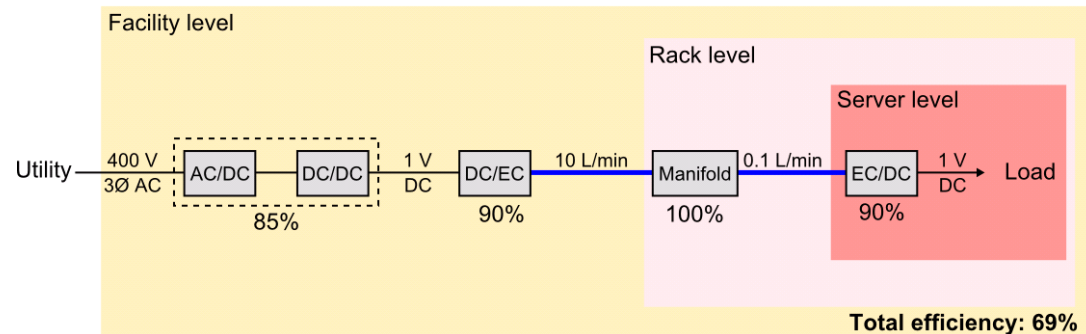 Facility level
Rack level
Server level
Utility
400 V
3Ø AC
AC/DC
DC/DC
85%
1 V
DC
DC/EC
90%
10 L/min
Manifold
100%
0.1 L/min
EC/DC
90%
1 V
DC
Load
Total efficiency: 69%